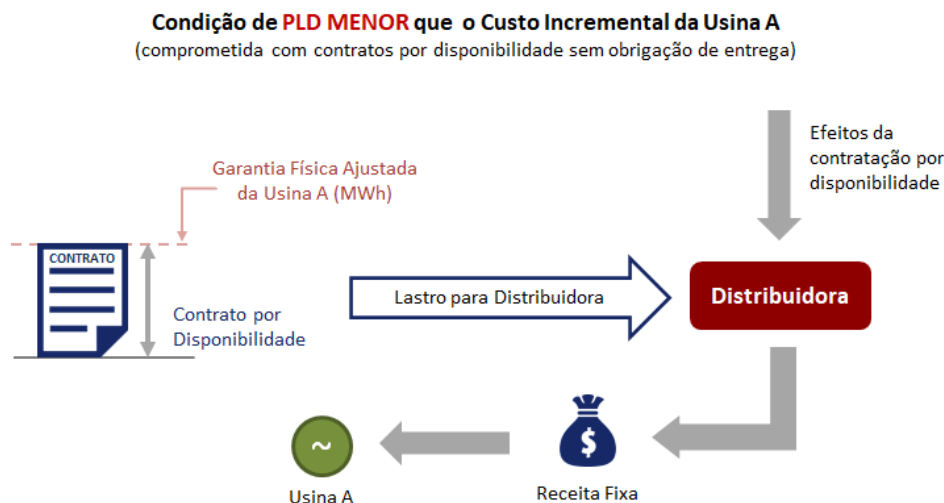 Condição de PLD MENOR que o Custo Incremental da Usina A
(comprometida com contratos por disponibilidade sem obrigação de entrega)
Efeitos da
contratação por
disponibilidade
Garantia Física Ajustada
da Usina A (MWh)
CONTRATO
Contrato por
Disponibilidade
Lastro para Distribuidora
Distribuidora
~
$
Usina A
Receita Fixa